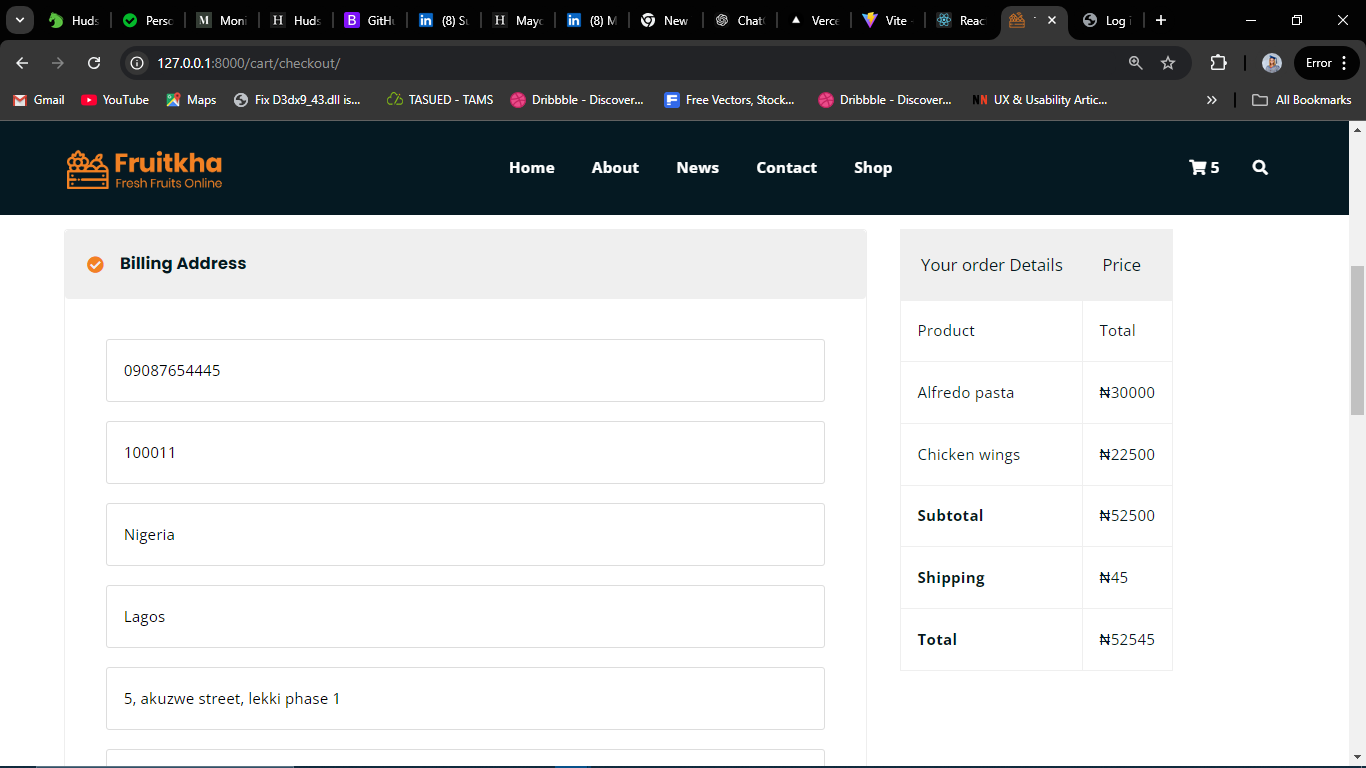 Huds
Perso
Moni
Huds
GitHu
(8) Su
Mayo
(8) M
New
Chat
Verce
Vite
Reac
Log i
127.0.0.1:8000/cart/checkout/
Error
Gmail
YouTube
Maps
Fix D3dx9_43.dll is...
TASUED - TAMS
Dribbble - Discover...
Free Vectors, Stock...
Dribbble - Discover...
NN UX & Usability Artic...
All Bookmarks
Fruitkha
Fresh Fruits Online
Home
About
News
Contact
Shop
5
Billing Address
09087654445
100011
Nigeria
Lagos
5, akuzwe street, lekki phase 1
Your order Details Price
Product Total
Alfredo pasta ₦30000
Chicken wings ₦22500
Subtotal ₦52500
Shipping ₦45
Total ₦52545